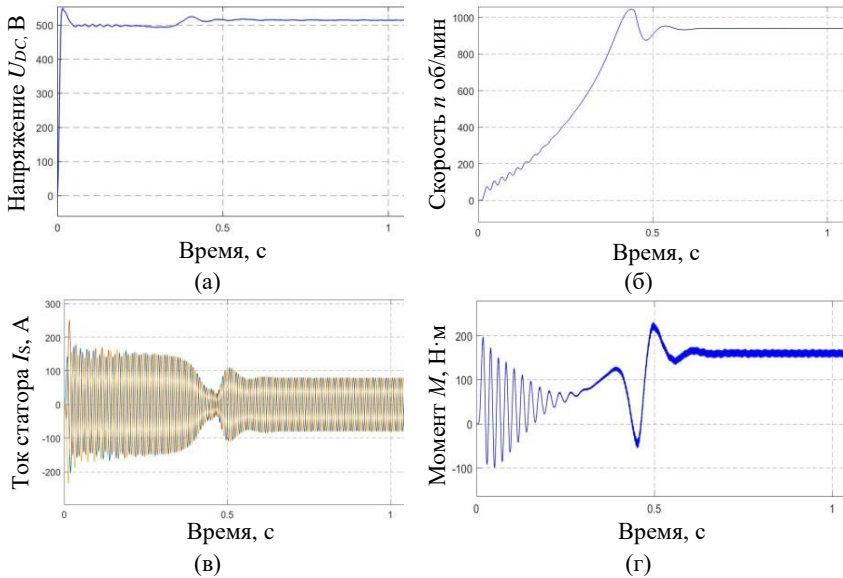 Напряжение U_DC, В
600
500
400
300
200
100
0
0
0.5
1
Время, с
(а)
Скорость n об/мин
1000
800
600
400
200
0
0
0.5
1
Время, с
(б)
Ток статора I_S, А
300
200
100
0
-100
-200
0
0.5
1
Время, с
(в)
Момент M, Н·м
200
100
0
-100
0
0.5
1
Время, с
(г)